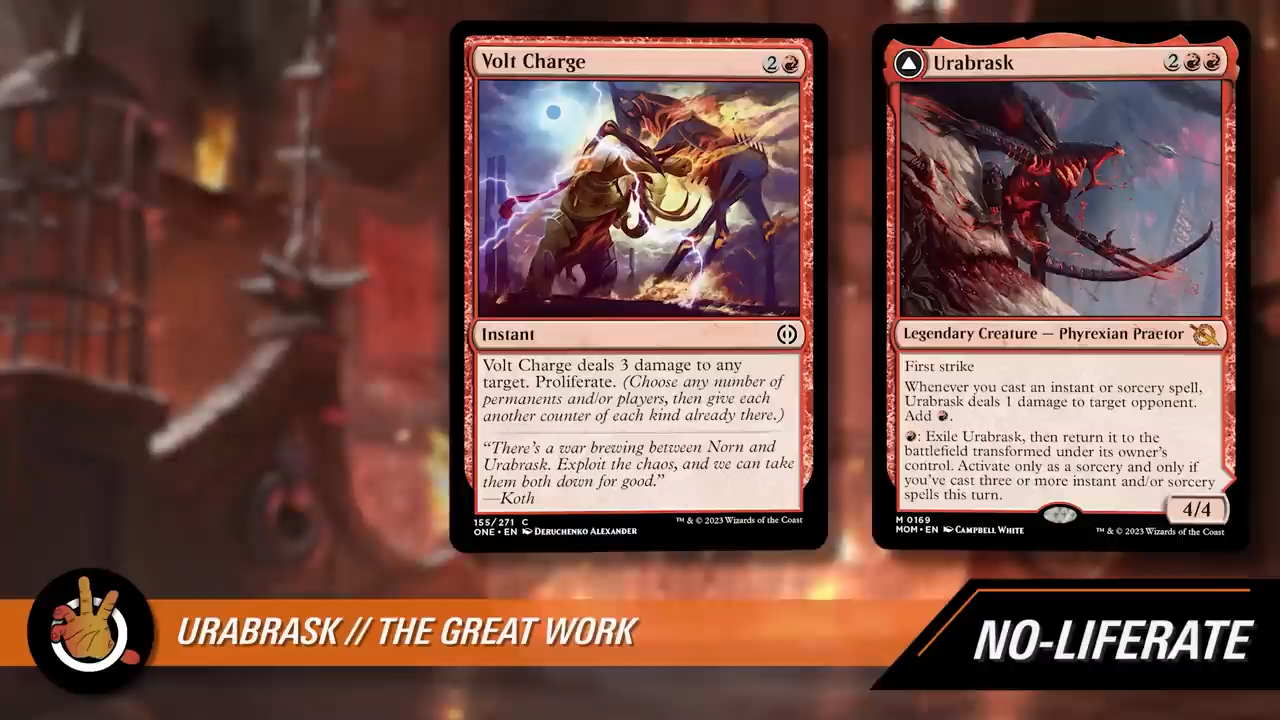 Volt Charge 2
Instant
Volt Charge deals 3 damage to any
target. Proliferate. (Choose any number of
permanents and/or players, then give each
another counter of each kind already there.)
“There’s a war brewing between Norn and
Urabrask. Exploit the chaos, and we can take
them both down for good.”
—Koth
155/271 C
ONE • EN DERUCHENKO ALEXANDER
™ & © 2023 Wizards of the Coast
Urabrask 2
Legendary Creature — Phyrexian Praetor
First strike
Whenever you cast an instant or sorcery spell,
Urabrask deals 1 damage to target opponent.
Add .
: Exile Urabrask, then return it to the
battlefield transformed under its owner’s
control. Activate only as a sorcery and only if
you’ve cast three or more instant and/or sorcery
spells this turn.
4/4
M 0169
MOM • EN CAMPBELL WHITE
™ & © 2023 Wizards of the Coast
URABRASK // THE GREAT WORK
NO-LIFERATE